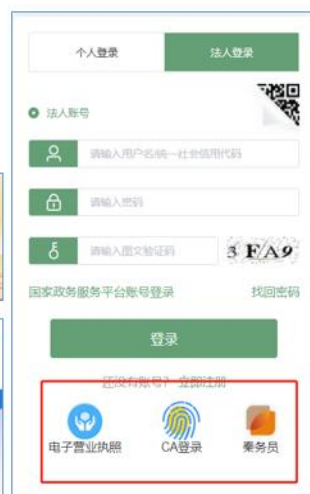 个人登录 法人登录
法人账号
请输入用户名/统一社会信用代码
请输入密码
请输入图文验证码 3 FA9
国家政务服务平台账号登录 找回密码
登录
还没有账号? 立即注册
电子营业执照 CA登录 秦务员